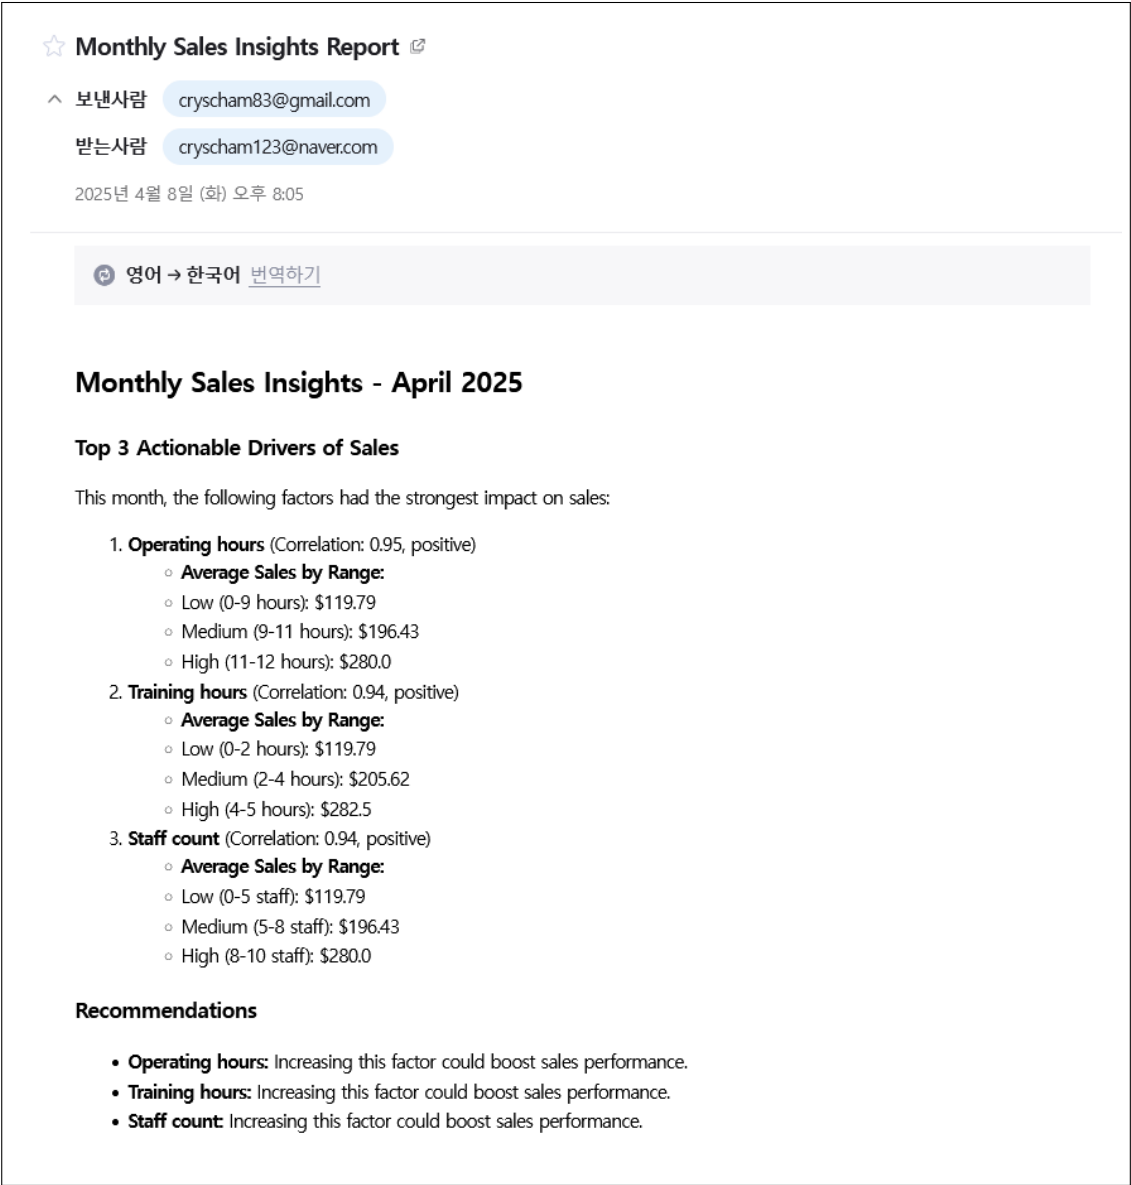 Monthly Sales Insights Report
보낸사람 cryscham83@gmail.com
받는사람 cryscham123@naver.com
2025년 4월 8일 (화) 오후 8:05
영어 → 한국어 번역하기
Monthly Sales Insights - April 2025
Top 3 Actionable Drivers of Sales
This month, the following factors had the strongest impact on sales:
1. Operating hours (Correlation: 0.95, positive)
○ Average Sales by Range:
○ Low (0-9 hours): $119.79
○ Medium (9-11 hours): $196.43
○ High (11-12 hours): $280.0
2. Training hours (Correlation: 0.94, positive)
○ Average Sales by Range:
○ Low (0-2 hours): $119.79
○ Medium (2-4 hours): $205.62
○ High (4-5 hours): $282.5
3. Staff count (Correlation: 0.94, positive)
○ Average Sales by Range:
○ Low (0-5 staff): $119.79
○ Medium (5-8 staff): $196.43
○ High (8-10 staff): $280.0
Recommendations
• Operating hours: Increasing this factor could boost sales performance.
• Training hours: Increasing this factor could boost sales performance.
• Staff count: Increasing this factor could boost sales performance.